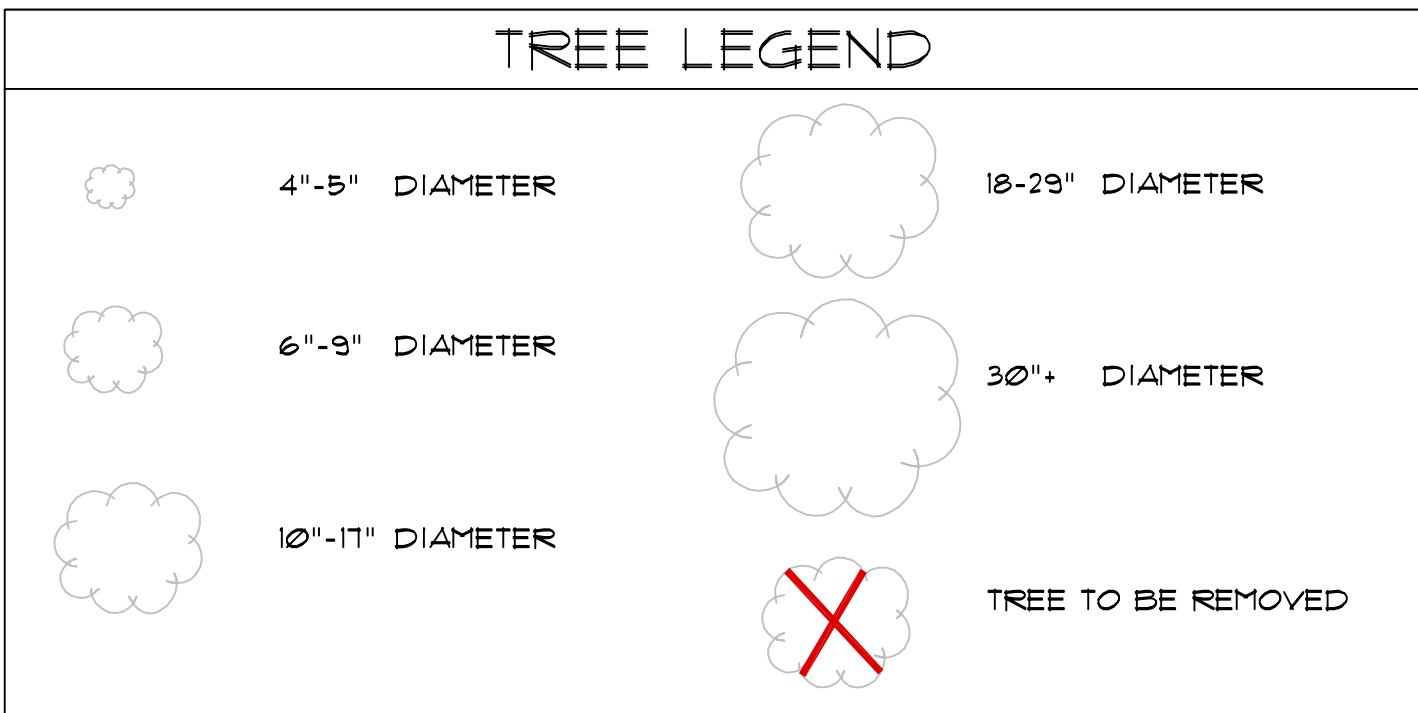 TREE LEGEND
4"-5" DIAMETER
6"-9" DIAMETER
10"-17" DIAMETER
18-29" DIAMETER
30"+ DIAMETER
TREE TO BE REMOVED